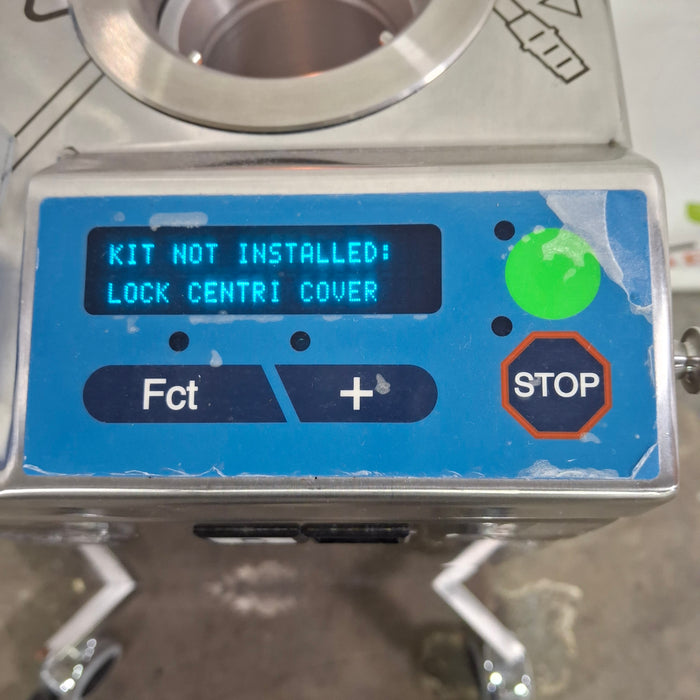 KIT NOT INSTALLED:
LOCK CENTRI COVER
Fct
+
STOP